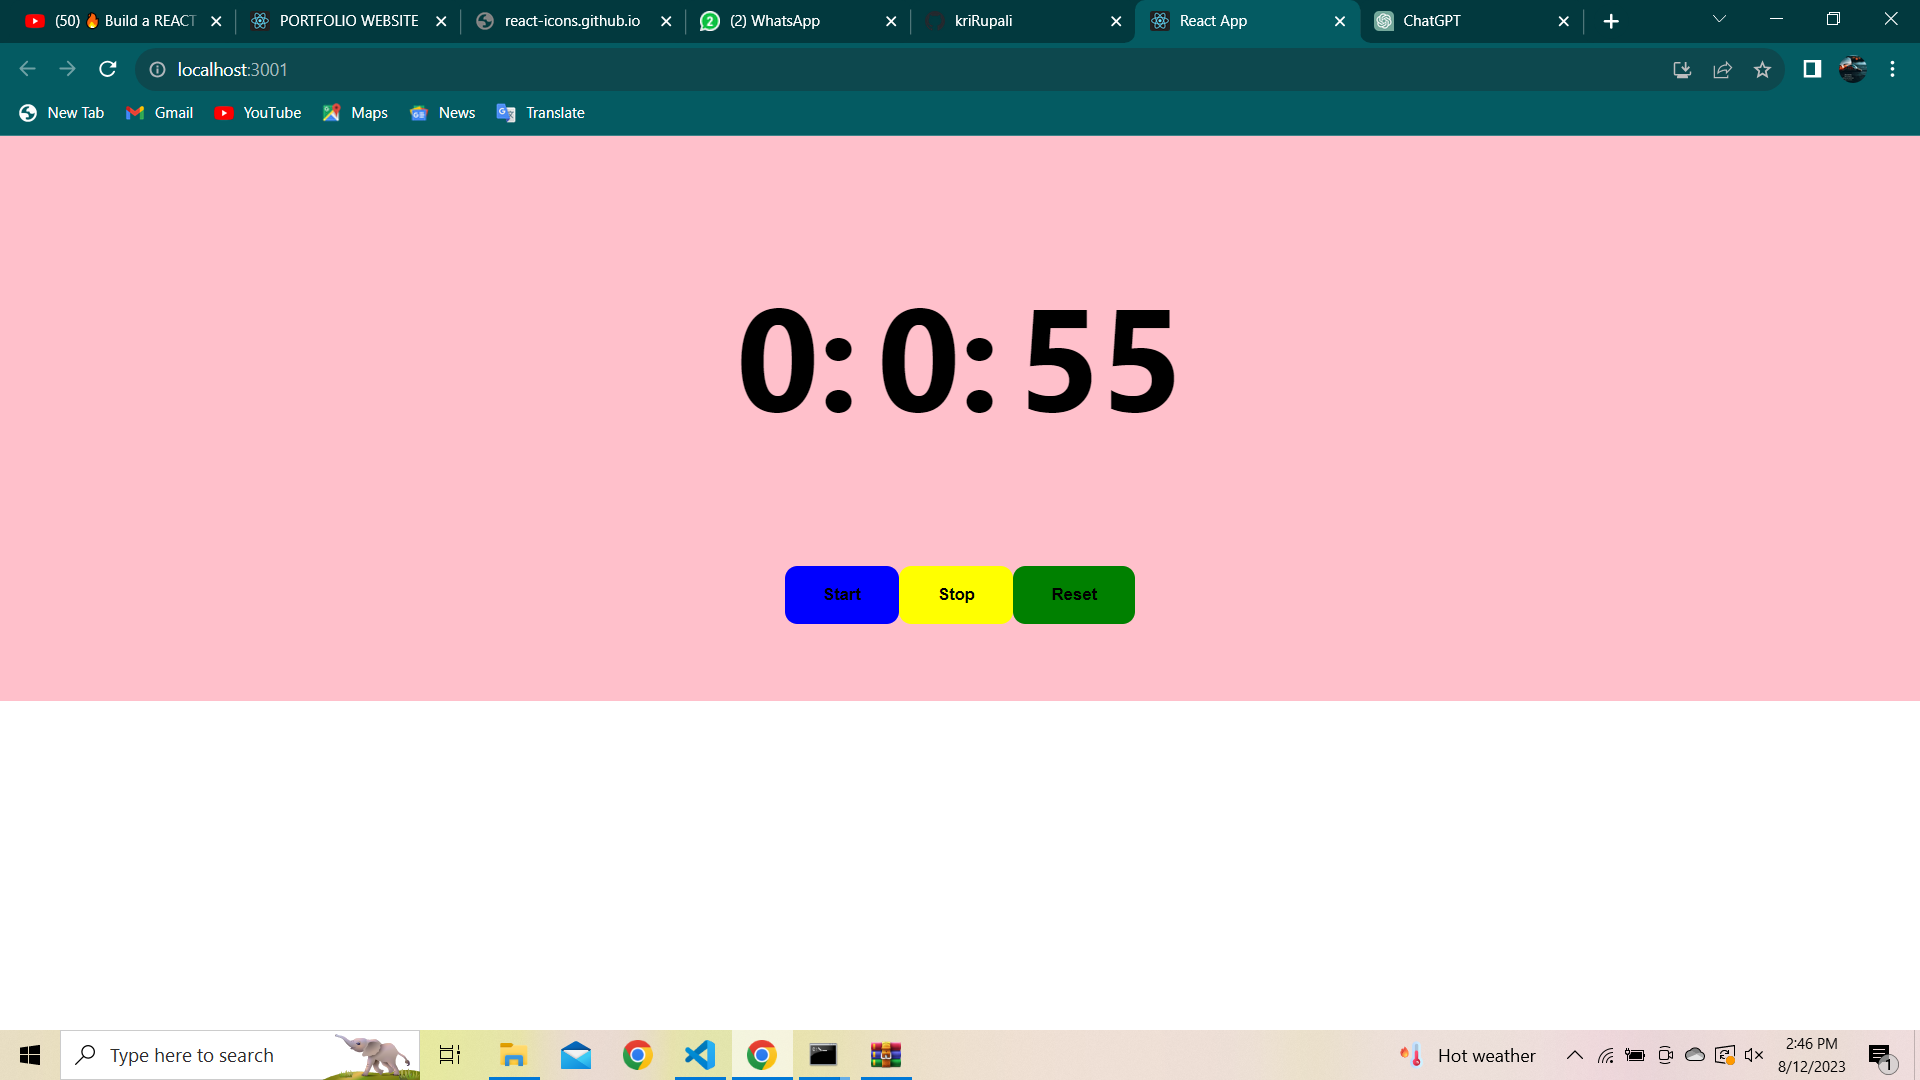 (50) 🔥 Build a REACT
PORTFOLIO WEBSITE
react-icons.github.io
2 (2) WhatsApp
kriRupali
React App
ChatGPT
localhost:3001
New Tab
Gmail
YouTube
Maps
News
Translate
0: 0: 55
Start
Stop
Reset
Type here to search
Hot weather
2:46 PM
8/12/2023
1